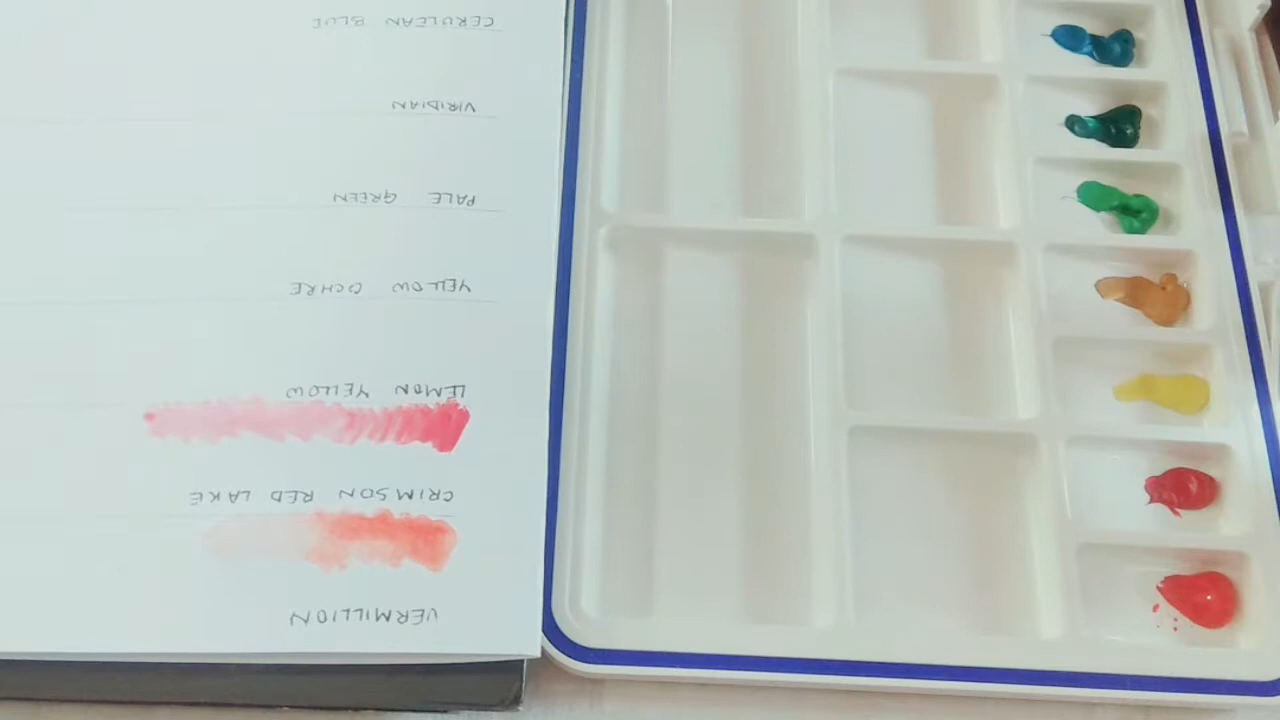 VERMILLION
CRIMSON RED LAKE
LEMON YELLOW
YELLOW OCHRE
PALE GREEN
VIRIDIAN
CERULEAN BLUE